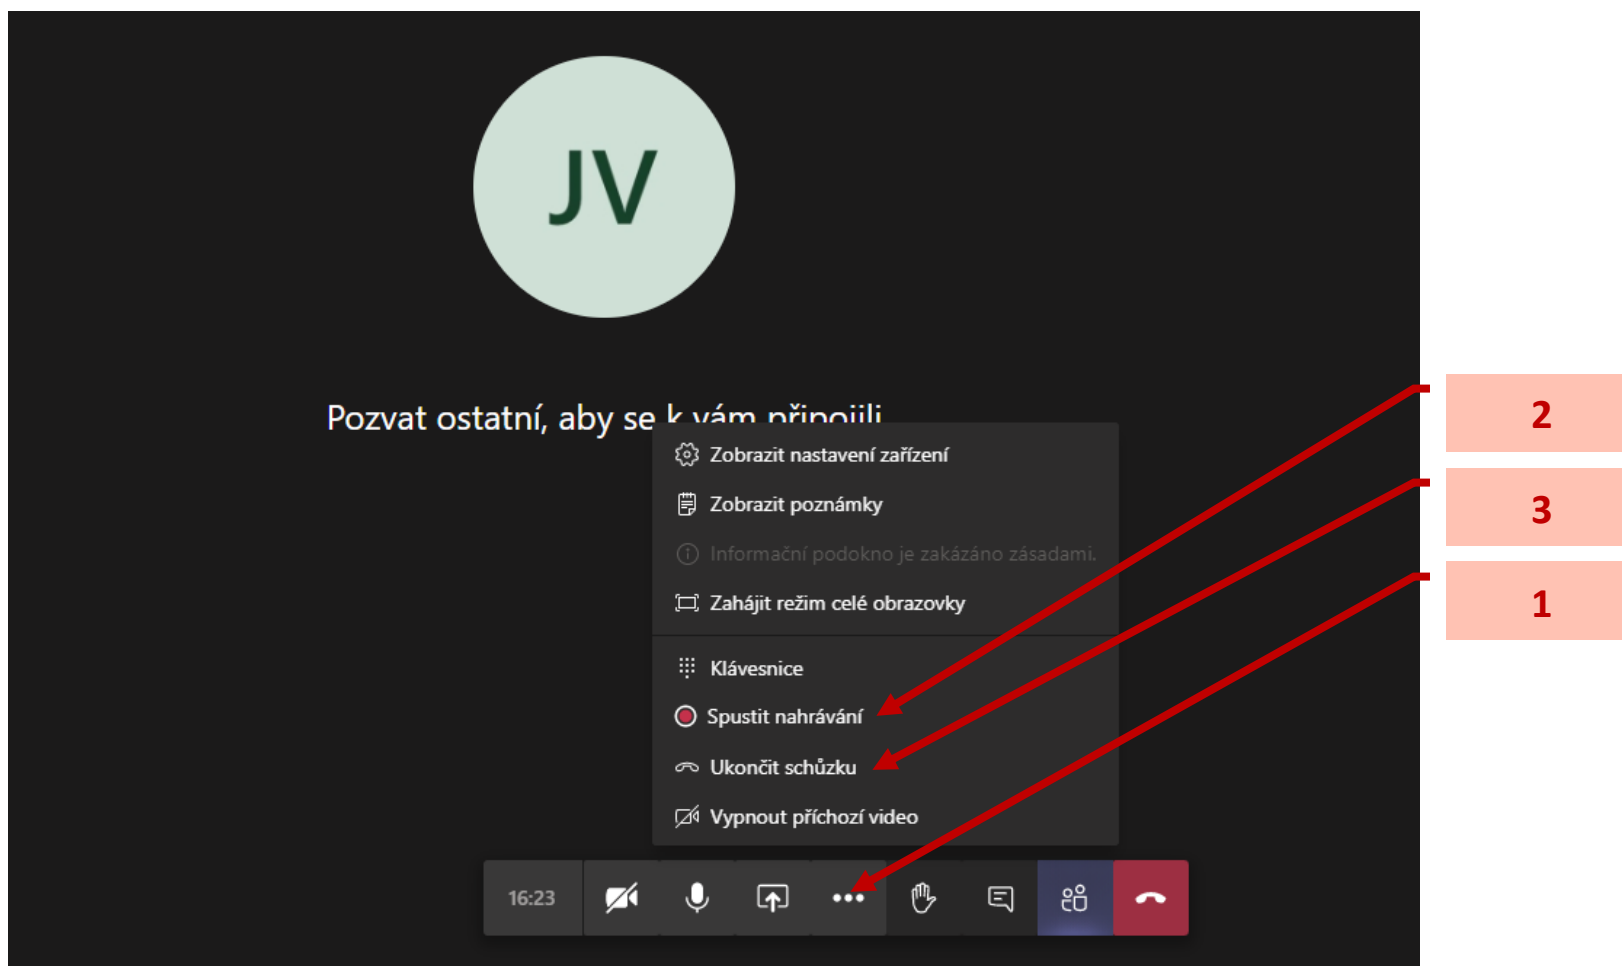 JV
Pozvat ostatní, aby se k vám připojili
Zobrazit nastavení zařízení
Zobrazit poznámky
Informační podokno je zakázáno zásadami.
Zahájit režim celé obrazovky
Klávesnice
Spustit nahrávání
Ukončit schůzku
Vypnout příchozí video
16:23
2
3
1